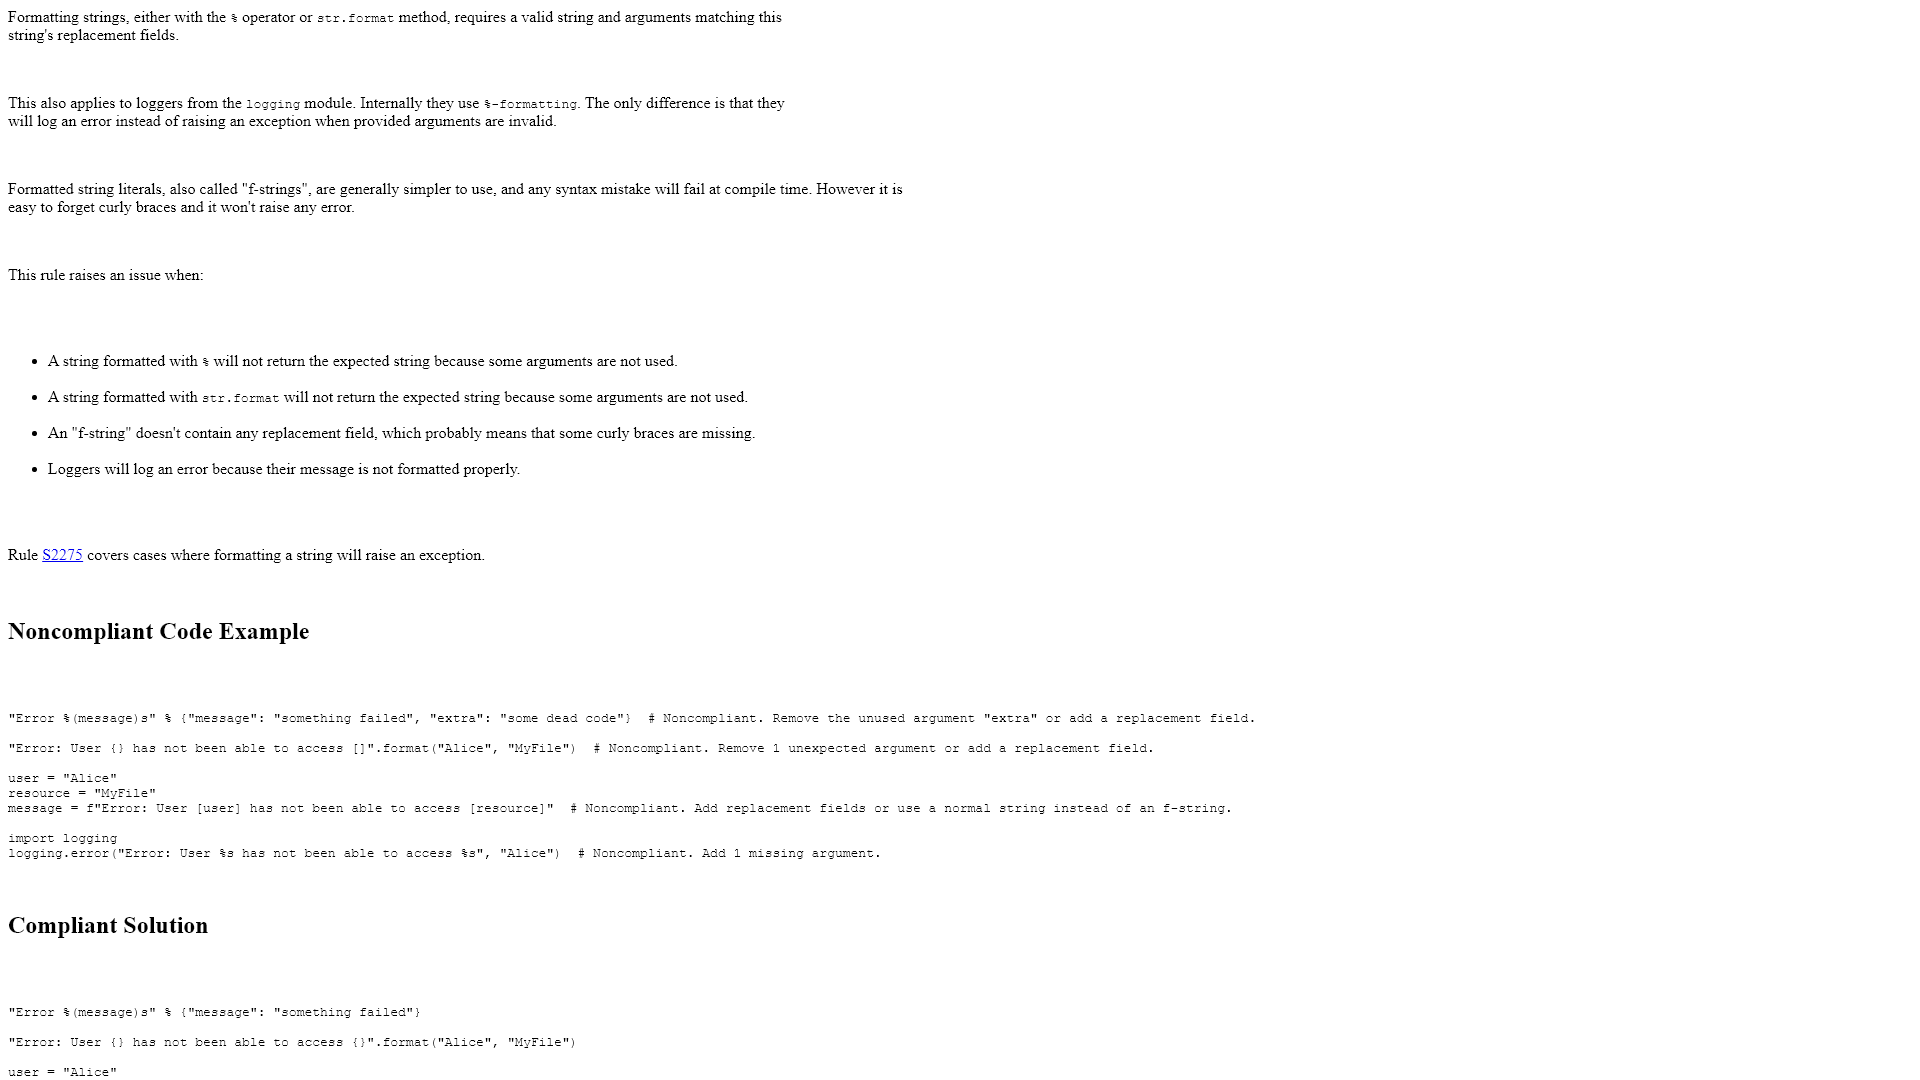 Formatting strings, either with the % operator or str.format method, requires a valid string and arguments matching this
string's replacement fields.
This also applies to loggers from the logging module. Internally they use %-formatting. The only difference is that they
will log an error instead of raising an exception when provided arguments are invalid.
Formatted string literals, also called "f-strings", are generally simpler to use, and any syntax mistake will fail at compile time. However it is
easy to forget curly braces and it won't raise any error.
This rule raises an issue when:
• A string formatted with % will not return the expected string because some arguments are not used.
• A string formatted with str.format will not return the expected string because some arguments are not used.
• An "f-string" doesn't contain any replacement field, which probably means that some curly braces are missing.
• Loggers will log an error because their message is not formatted properly.
Rule S2275 covers cases where formatting a string will raise an exception.
Noncompliant Code Example
"Error %(message)s" % {"message": "something failed", "extra": "some dead code"}  # Noncompliant. Remove the unused argument "extra" or add a replacement field.
"Error: User {} has not been able to access []".format("Alice", "MyFile")  # Noncompliant. Remove 1 unexpected argument or add a replacement field.
user = "Alice"
resource = "MyFile"
message = f"Error: User [user] has not been able to access [resource]"  # Noncompliant. Add replacement fields or use a normal string instead of an f-string.
import logging
logging.error("Error: User %s has not been able to access %s", "Alice")  # Noncompliant. Add 1 missing argument.
Compliant Solution
"Error %(message)s" % {"message": "something failed"}
"Error: User {} has not been able to access {}".format("Alice", "MyFile")
user = "Alice"